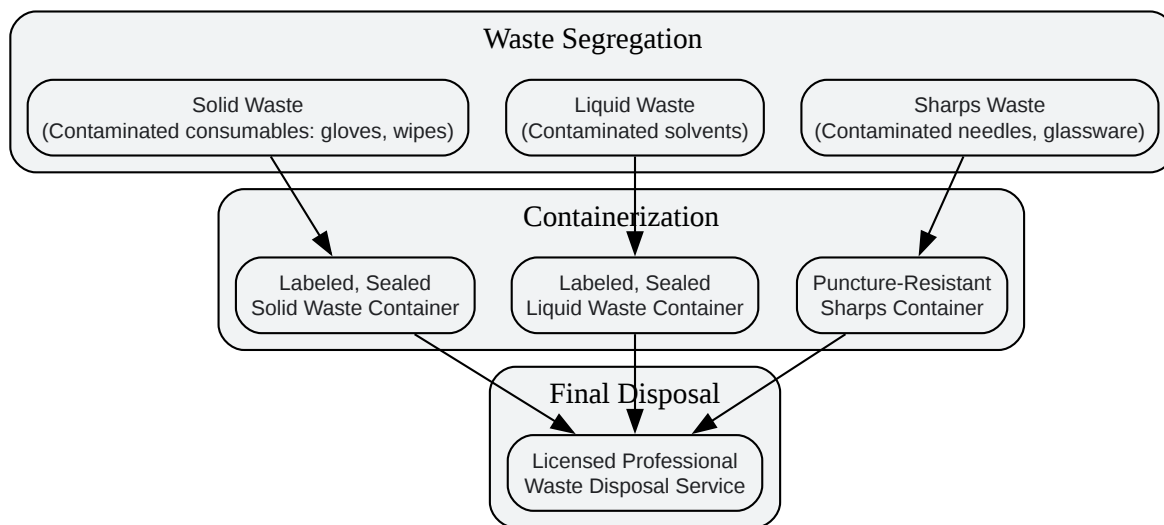 Waste Segregation
Solid Waste
(Contaminated consumables: gloves, wipes)
Liquid Waste
(Contaminated solvents)
Sharps Waste
(Contaminated needles, glassware)
Containerization
Labeled, Sealed
Solid Waste Container
Labeled, Sealed
Liquid Waste Container
Puncture-Resistant
Sharps Container
Final Disposal
Licensed Professional
Waste Disposal Service